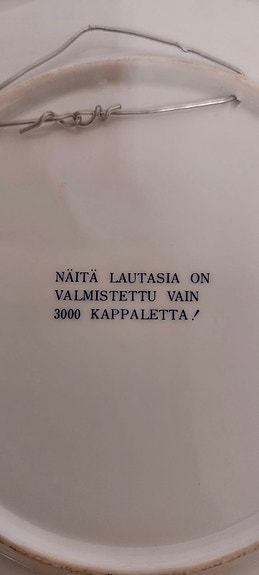 NÄITÄ LAUTASIA ON
VALMISTETTU VAIN
3000 KAPPALETTA!